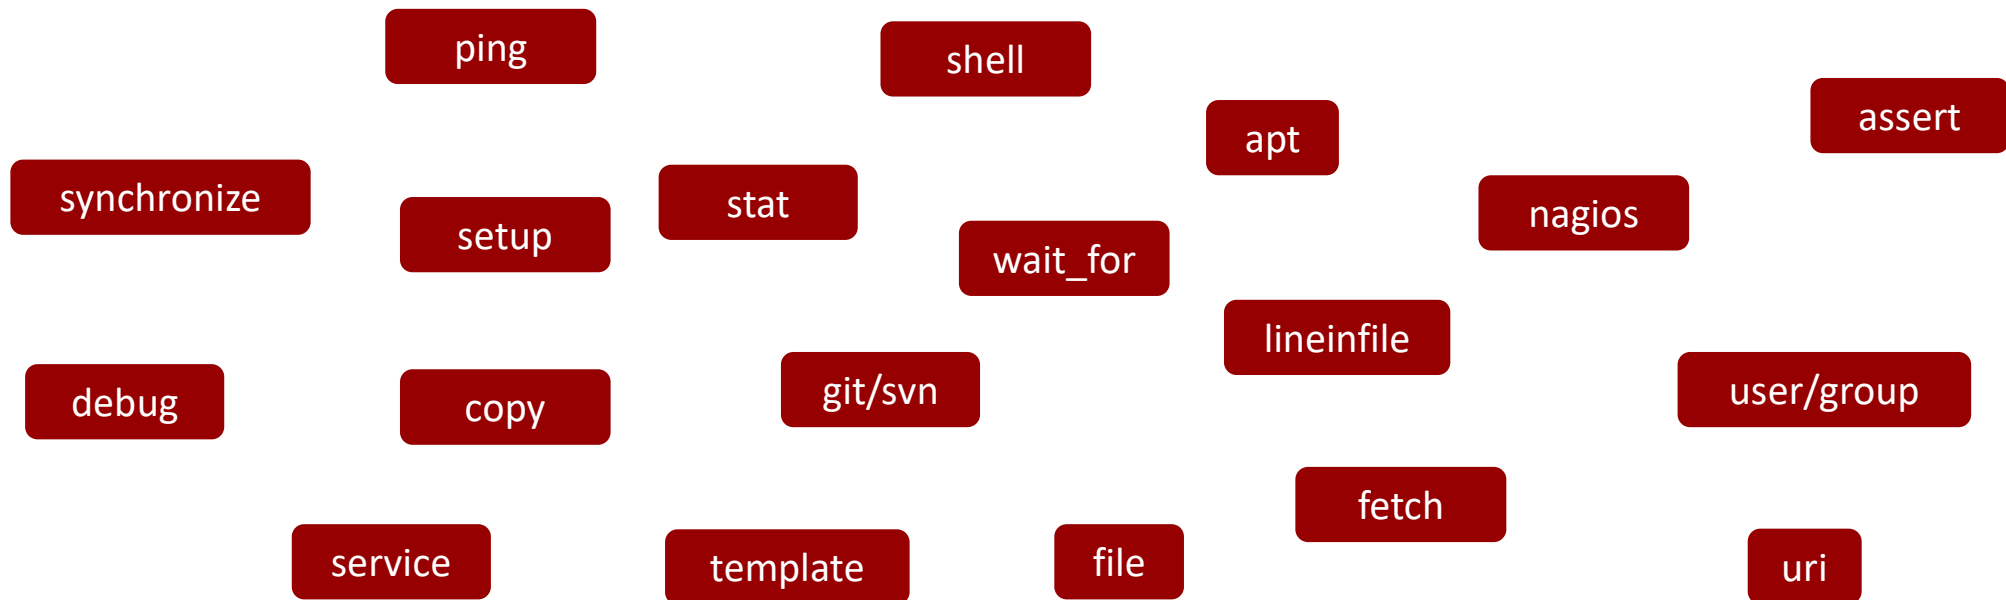 ping
shell
assert
apt
synchronize
stat
nagios
setup
wait_for
lineinfile
git/svn
user/group
debug
copy
fetch
service
file
template
uri